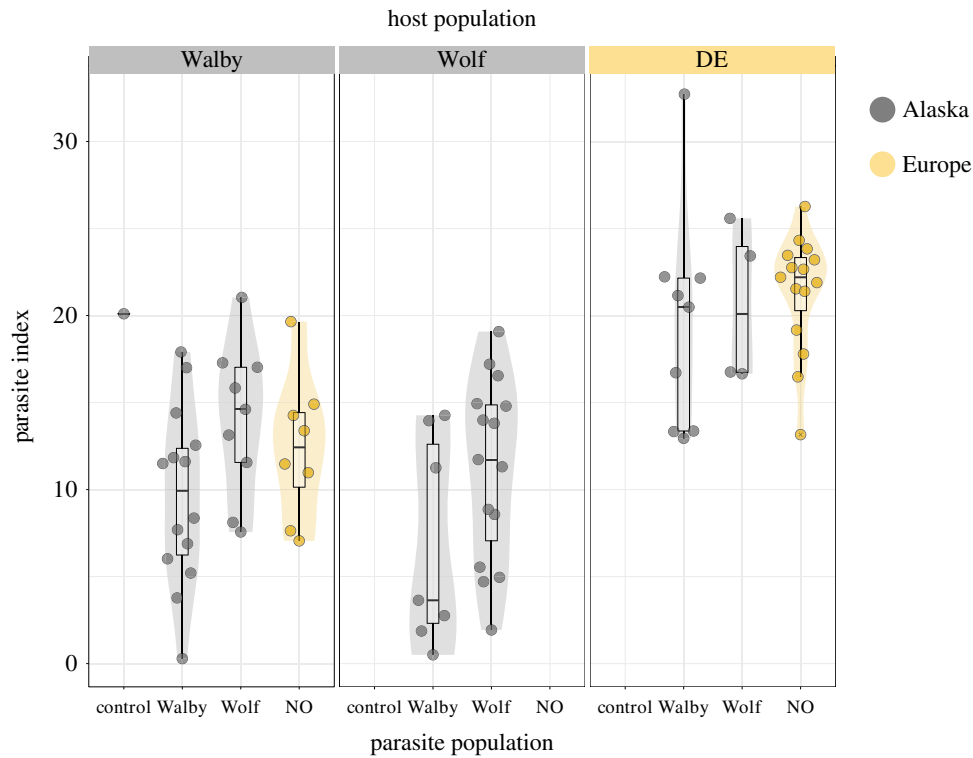 host population
Walby Wolf DE
Alaska
Europe
parasite index
30
20
10
0
control Walby Wolf NO control Walby Wolf NO control Walby Wolf NO
parasite population